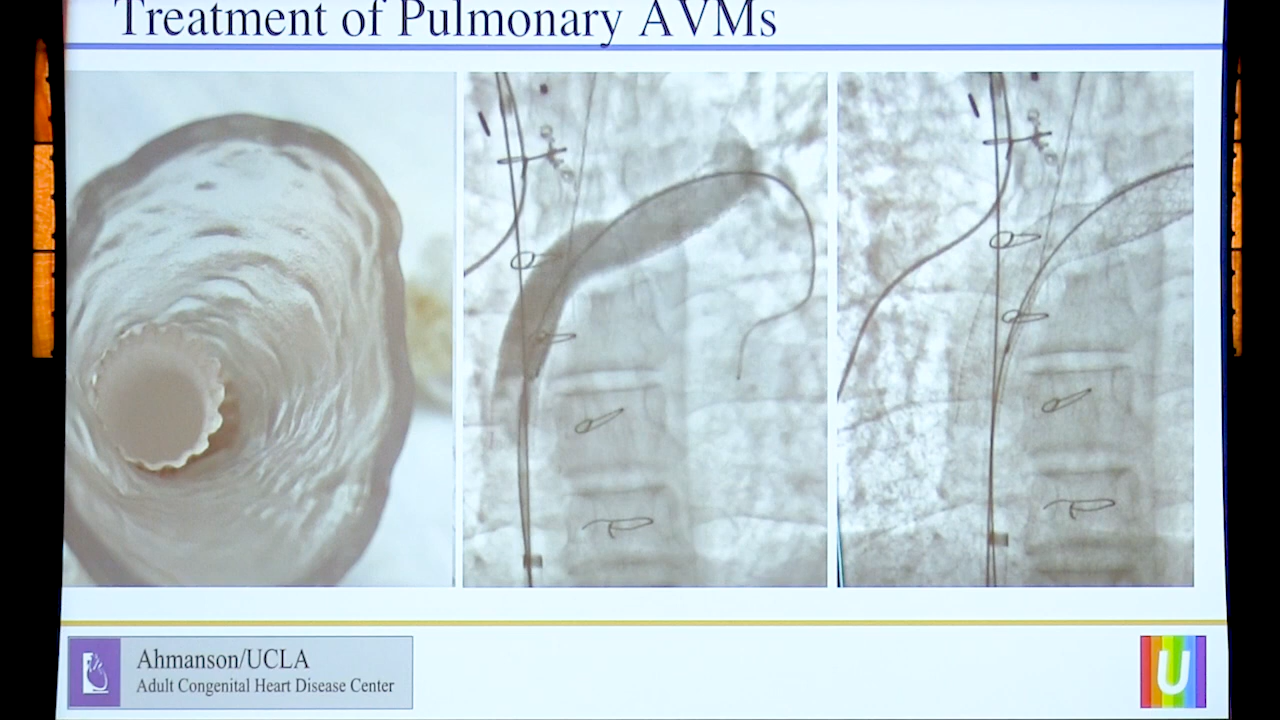 Treatment of Pulmonary AVMs
Ahmanson/UCLA
Adult Congenital Heart Disease Center
U